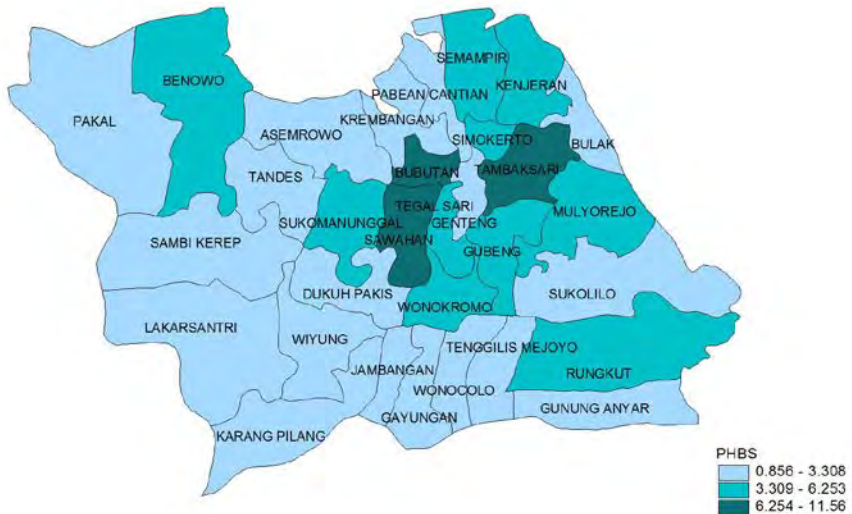 SEMAMPIR
BENOWO
KENJERAN
PABEAN CANTIAN
PAKAL
KREMBANGAN
ASEMROWO
SIMOKERTO
BULAK
BUBUTAN
TAMBAKSARI
TANDES
TEGAL SARI
MULYOREJO
SUKOMANUNGGAL
GENTENG
SAWAHAN
SAMBI KEREP
GUBENG
DUKUH PAKIS
SUKOLILO
WONOKROMO
LAKARSANTRI
WIYUNG
TENGGILIS MEJOYO
JAMBANGAN
RUNGKUT
WONOCOLO
GUNUNG ANYAR
GAYUNGAN
KARANG PILANG
PHBS
0.856 - 3.308
3.309 - 6.253
6.254 - 11.56